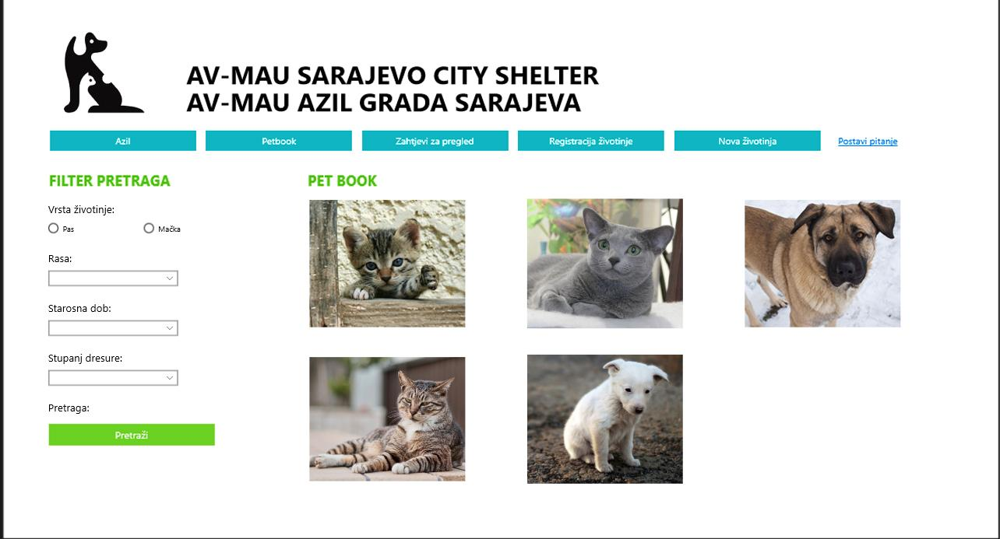 AV-MAU SARAJEVO CITY SHELTER
AV-MAU AZIL GRADA SARAJEVA
Azil
Petbook
Zahtjevi za pregled
Registracija životinje
Nova životinja
Postavi pitanje
FILTER PRETRAGA
Vrsta životinje:
Pas
Mačka
Rasa:
Starosna dob:
Stupanj dresure:
Pretraga:
Pretraži
PET BOOK